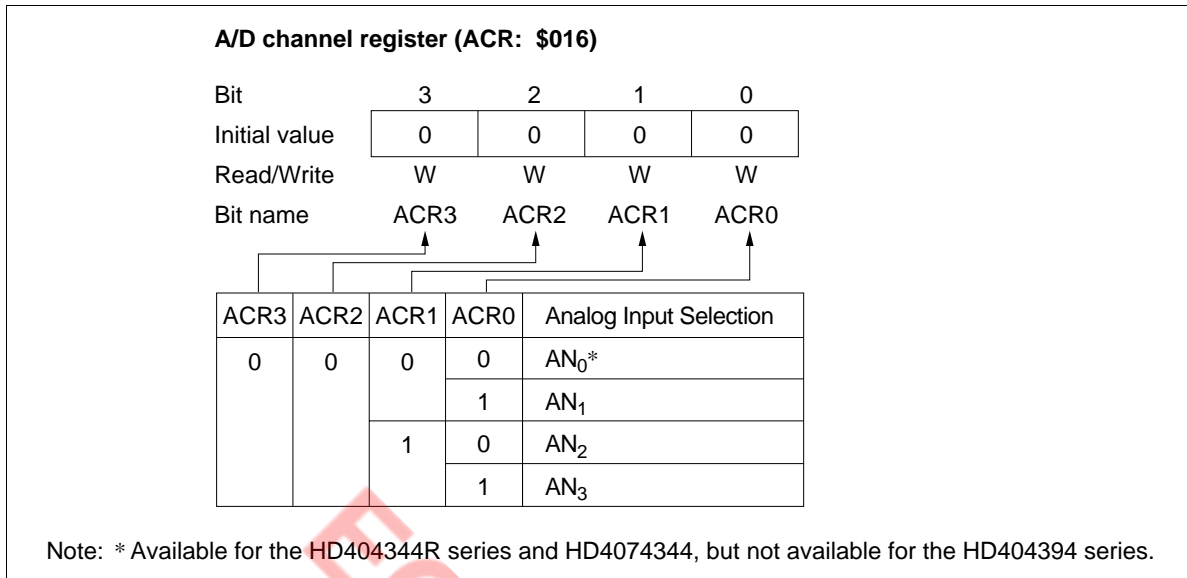 A/D channel register (ACR: $016)
Bit 3 2 1 0
Initial value 0 0 0 0
Read/Write W W W W
Bit name ACR3 ACR2 ACR1 ACR0
ACR3 ACR2 ACR1 ACR0 Analog Input Selection
0 0 0 0 AN₀*
1 AN₁
1 0 AN₂
1 AN₃
Note: * Available for the HD404344R series and HD4074344, but not available for the HD404394 series.